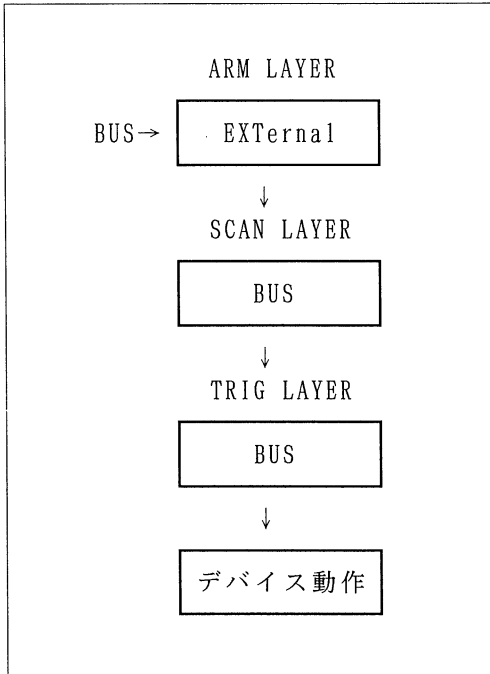 ARM LAYER
BUS→ EXTernal
↓
SCAN LAYER
BUS
↓
TRIG LAYER
BUS
↓
デバイス動作